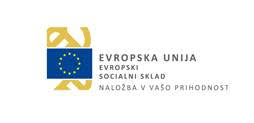 EVROPSKA UNIJA
EVROPSKI
SOCIALNI SKLAD
NALOŽBA V VAŠO PRIHODNOST